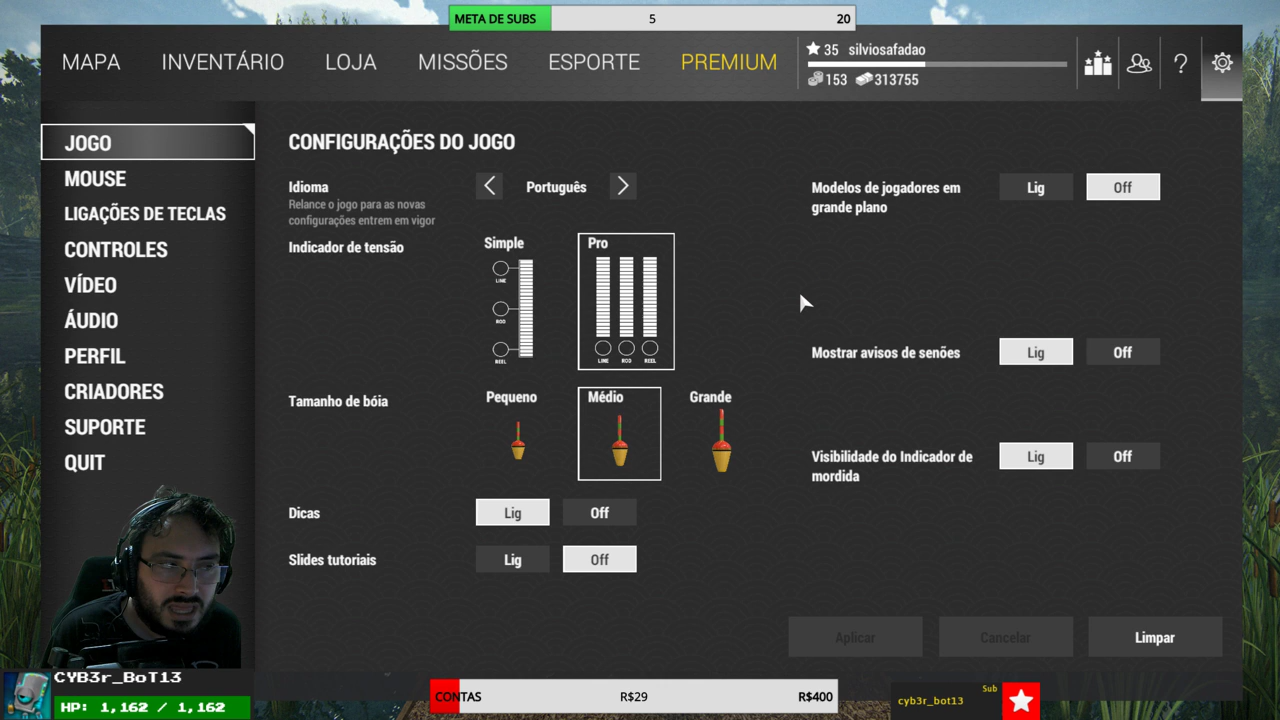 META DE SUBS 5 20
MAPA INVENTÁRIO LOJA MISSÕES ESPORTE PREMIUM
35 silviosafadao
153 313755
?
JOGO
MOUSE
LIGAÇÕES DE TECLAS
CONTROLES
VÍDEO
ÁUDIO
PERFIL
CRIADORES
SUPORTE
QUIT
CONFIGURAÇÕES DO JOGO
Idioma
Relance o jogo para as novas
configurações entrem em vigor
Português
Indicador de tensão
Simple
LINE
ROD
REEL
Pro
LINE ROD REEL
Tamanho de bóia
Pequeno Médio Grande
Dicas Lig Off
Slides tutoriais Lig Off
Modelos de jogadores em
grande plano
Lig Off
Mostrar avisos de senões Lig Off
Visibilidade do Indicador de
mordida
Lig Off
Aplicar Cancelar Limpar
CYB3r_BoT13
HP: 1,162 / 1,162
CONTAS R$29 R$400
Sub
cyb3r_bot13